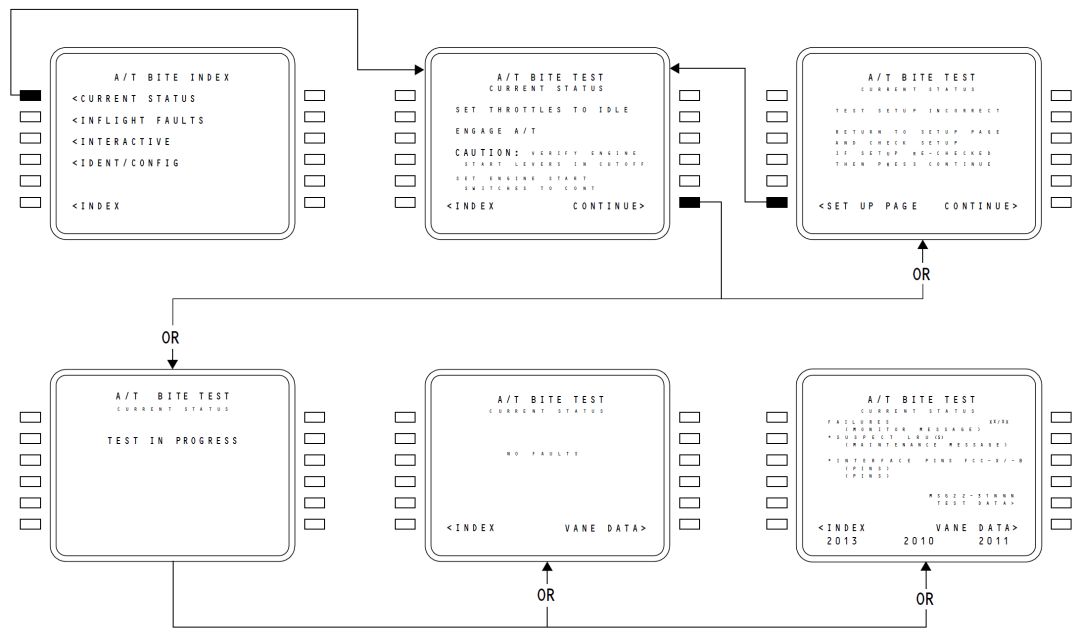 A/T BITE INDEX
<CURRENT STATUS
<INFLIGHT FAULTS
<INTERACTIVE
<IDENT/CONFIG
<INDEX
A/T BITE TEST
CURRENT STATUS
SET THROTTLES TO IDLE
ENGAGE A/T
CAUTION: VERIFY ENGINE
START LEVERS IN CUTOFF
SET ENGINE START
SWITCHES TO CONT
<INDEX CONTINUE>
A/T BITE TEST
CURRENT STATUS
TEST SETUP INCORRECT
RETURN TO SETUP PAGE
AND CHECK SETUP
IF SETUP RE-CHECKED
THEN PRESS CONTINUE
<SET UP PAGE CONTINUE>
OR
OR
A/T BITE TEST
CURRENT STATUS
TEST IN PROGRESS
A/T BITE TEST
CURRENT STATUS
NO FAULTS
<INDEX VANE DATA>
A/T BITE TEST
CURRENT STATUS
FAILURES XX/XX
(MONITOR MESSAGE)
*SUSPECT LRU(S)
(MAINTENANCE MESSAGE)
*INTERFACE PINS FCC-X/-B
(PINS)
(PINS)
MSG22-31NNN
TEST DATA>
<INDEX VANE DATA>
2013 2010 2011
OR
OR